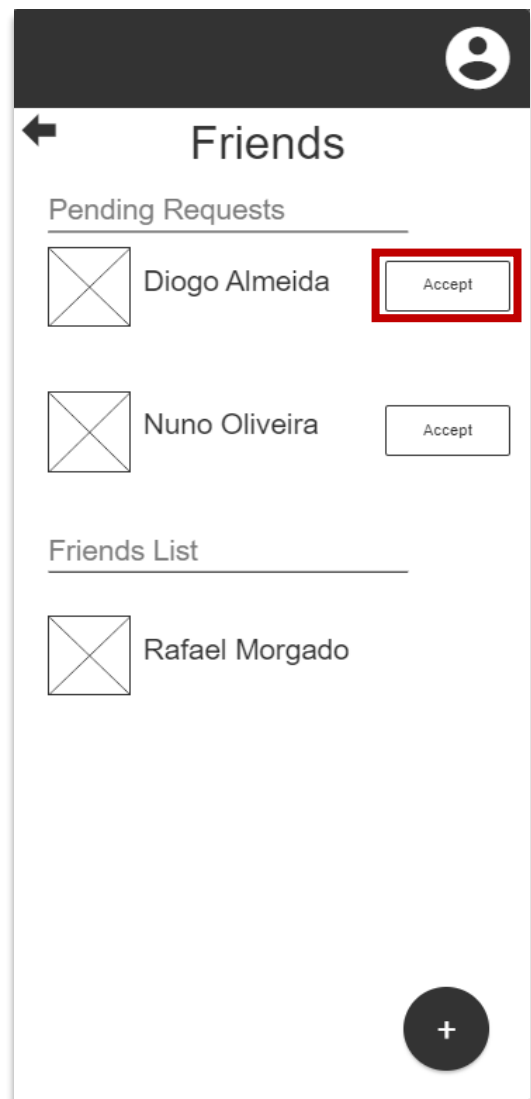 Friends
Pending Requests
Diogo Almeida
Accept
Nuno Oliveira
Accept
Friends List
Rafael Morgado
+